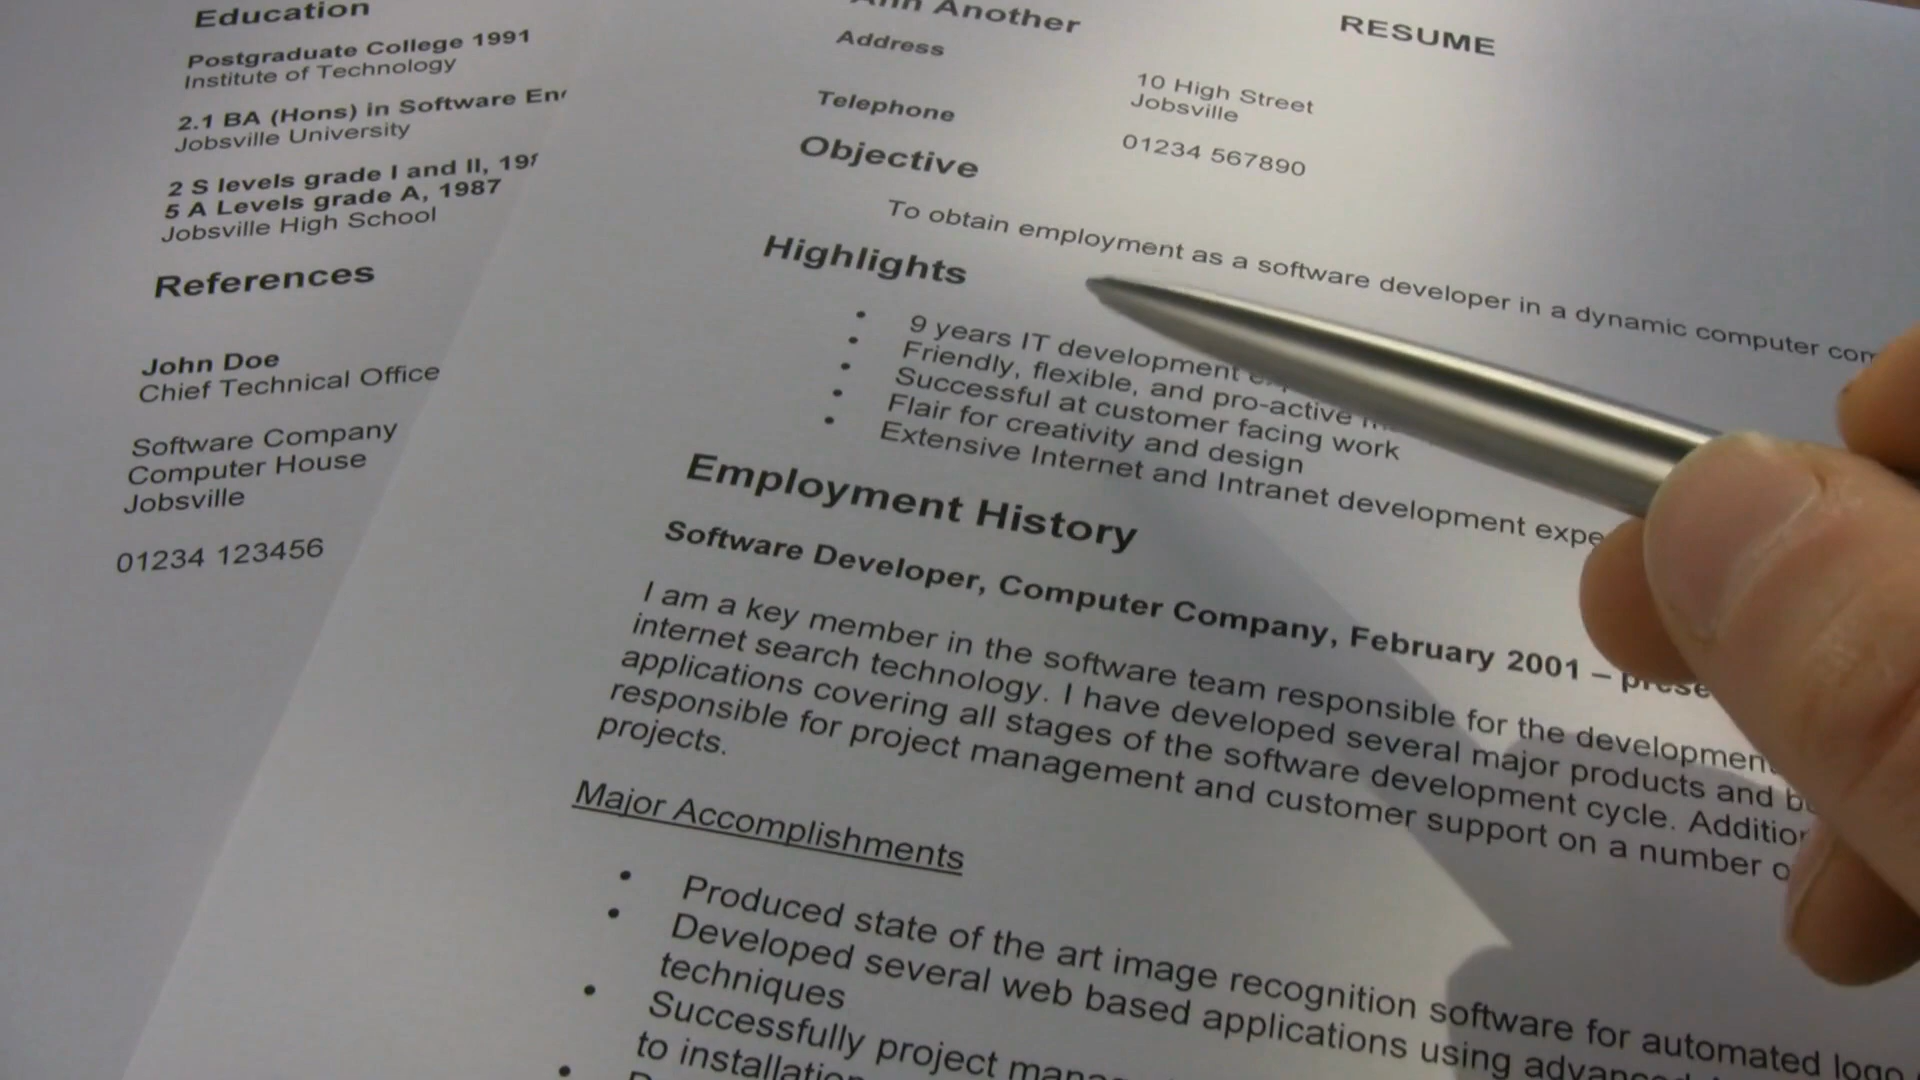 Education
Postgraduate College 1991
Institute of Technology
2.1 BA (Hons) in Software
Jobsville University
2 S levels grade I and II,
5 A Levels grade A, 1987
Jobsville High School
References
John Doe
Chief Technical Office
Software Company
Computer House
Jobsville
01234 123456
Ann Another
RESUME
Address
10 High Street
Jobsville
Telephone
01234 567890
Objective
To obtain employment as a software developer in a dynamic computer
Highlights
• 9 years IT development
• Friendly, flexible, and pro-active
• Successful at customer facing work
• Flair for creativity and design
• Extensive Internet and Intranet development
Employment History
Software Developer, Computer Company, February 2001 –
I am a key member in the software team responsible for the development
internet search technology. I have developed several major products and
applications covering all stages of the software development cycle.
responsible for project management and customer support on a number
projects.
Major Accomplishments
• Produced state of the art image recognition software for automated logo
• Developed several web based applications using
techniques
• Successfully project
to